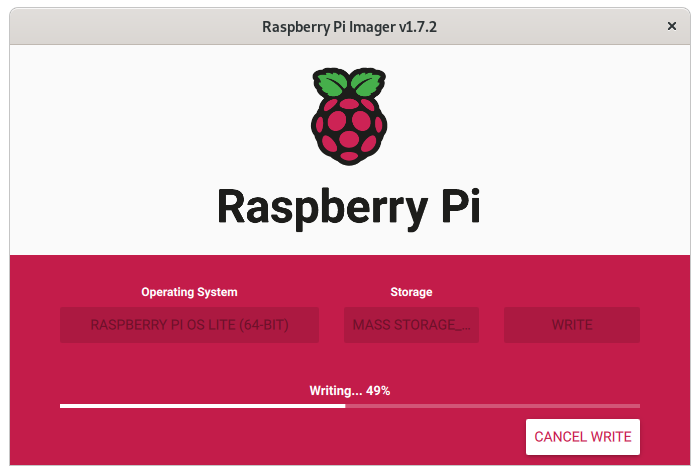 Raspberry Pi Imager v1.7.2
Raspberry Pi
Operating System
Storage
RASPBERRY PI OS LITE (64-BIT)
MASS STORAGE_...
WRITE
Writing... 49%
CANCEL WRITE